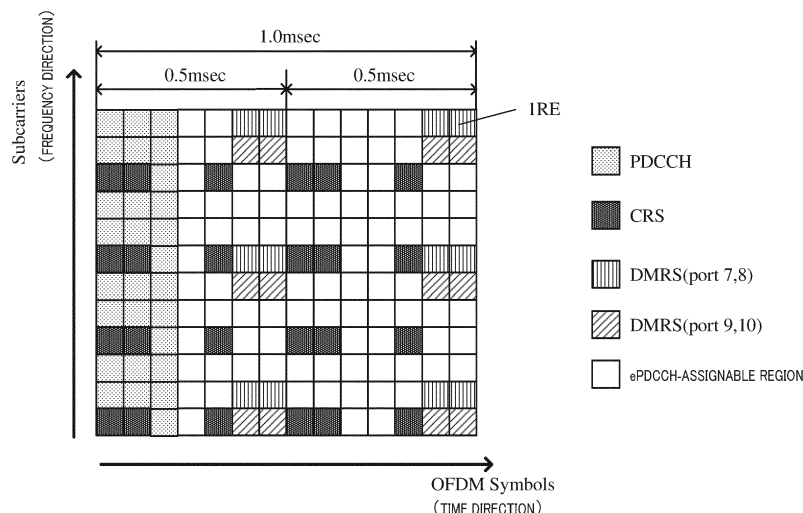 1.0msec
0.5msec
0.5msec
1RE
Subcarriers
(FREQUENCY DIRECTION)
PDCCH
CRS
DMRS(port 7,8)
DMRS(port 9,10)
ePDCCH-ASSIGNABLE REGION
OFDM Symbols
(TIME DIRECTION)